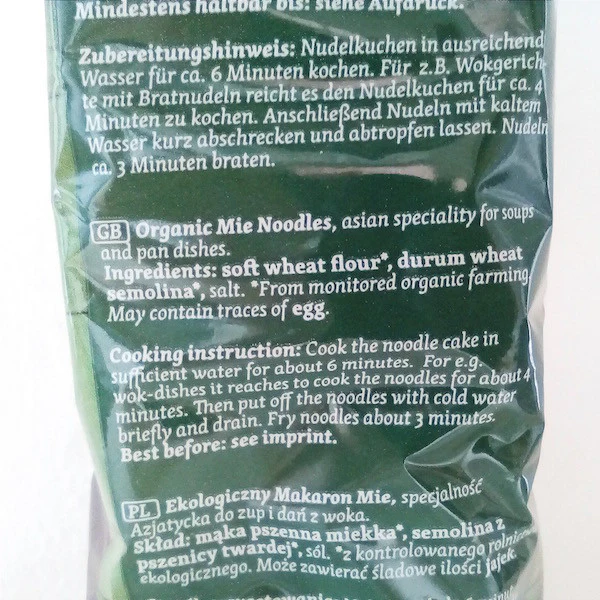 Mindestens haltbar bis: siehe Aufdruck.
Zubereitungshinweis: Nudelkuchen in ausreichend
Wasser für ca. 6 Minuten kochen. Für z.B. Wokgerich-
te mit Bratnudeln reicht es den Nudelkuchen für ca. 4
Minuten zu kochen. Anschließend Nudeln mit kaltem
Wasser kurz abschrecken und abtropfen lassen. Nudeln
ca. 3 Minuten braten.
GB Organic Mie Noodles, asian speciality for soups
and pan dishes.
Ingredients: soft wheat flour*, durum wheat
semolina*, salt. *From monitored organic farming.
May contain traces of egg.
Cooking instruction: Cook the noodle cake in
sufficient water for about 6 minutes. For e.g.
wok-dishes it reaches to cook the noodles for about 4
minutes. Then put off the noodles with cold water
briefly and drain. Fry noodles about 3 minutes.
Best before: see imprint.
PL Ekologiczny Makaron Mie, specjalność
Azjatycka do zup i dań z woka.
Skład: mąka pszenna miekka*, semolina z
pszenicy twardej*, sól. *z kontrolowanego
ekologicznego. Może zawierać śladowe ilości jajek.